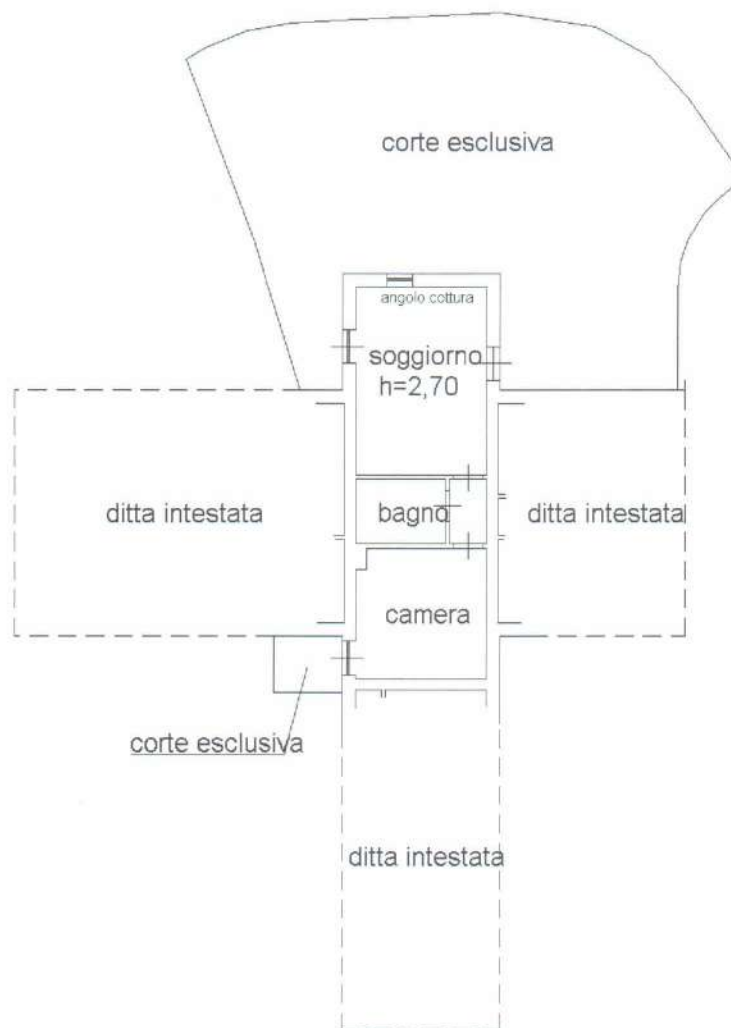 corte esclusiva
angolo cottura
soggiorno
h=2,70
ditta intestata
bagno
ditta intestata
camera
corte esclusiva
ditta intestata